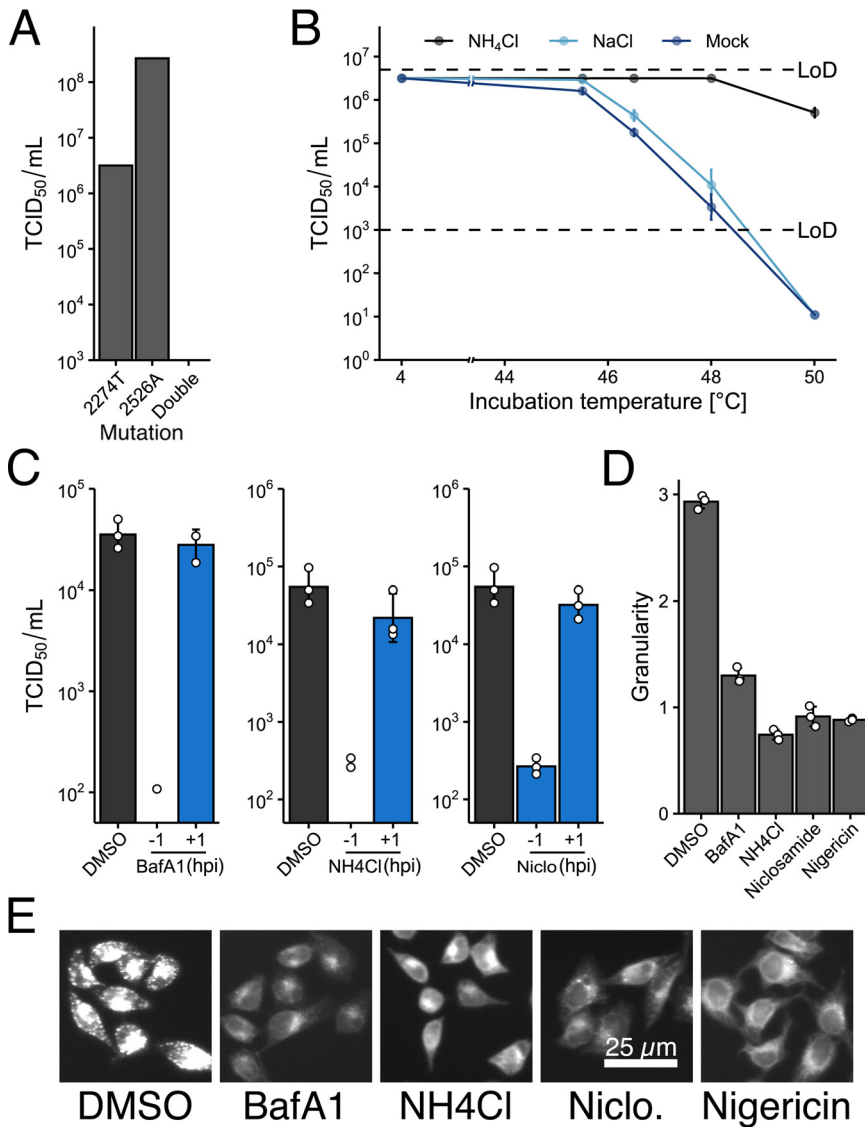 A
TCID50/mL
10^8
10^7
10^6
10^5
10^4
10^3
2274T
2526A
Double
Mutation
B
NH4Cl
NaCl
Mock
TCID50/mL
10^7
10^6
10^5
10^4
10^3
10^2
10^1
10^0
LoD
LoD
4
44
46
48
50
Incubation temperature [°C]
C
TCID50/mL
10^5
10^4
10^3
10^2
DMSO
-1
+1
BafA1(hpi)
10^6
10^5
10^4
10^3
10^2
DMSO
-1
+1
NH4Cl(hpi)
10^6
10^5
10^4
10^3
10^2
DMSO
-1
+1
Niclo(hpi)
D
Granularity
3
2
1
0
DMSO
BafA1
NH4Cl
Niclosamide
Nigericin
E
25 µm
DMSO
BafA1
NH4Cl
Niclo.
Nigericin